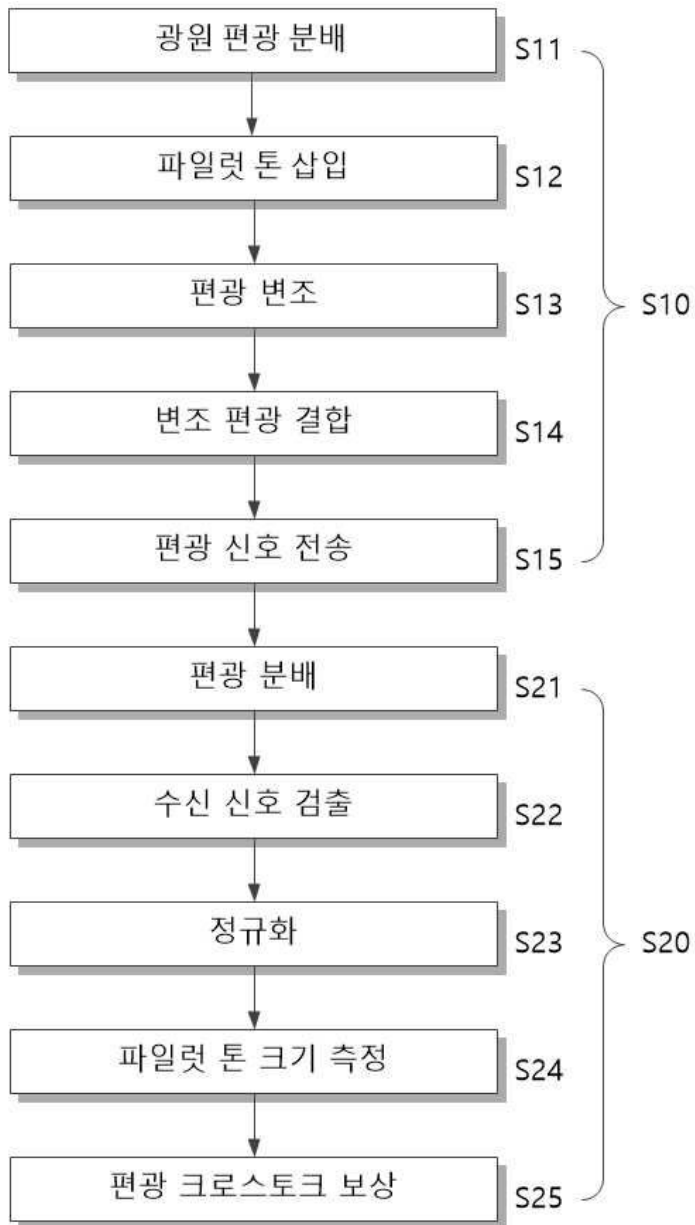 광원 편광 분배
S11
파일럿 톤 삽입
S12
편광 변조
S13
S10
변조 편광 결합
S14
편광 신호 전송
S15
편광 분배
S21
수신 신호 검출
S22
정규화
S23
S20
파일럿 톤 크기 측정
S24
편광 크로스토크 보상
S25